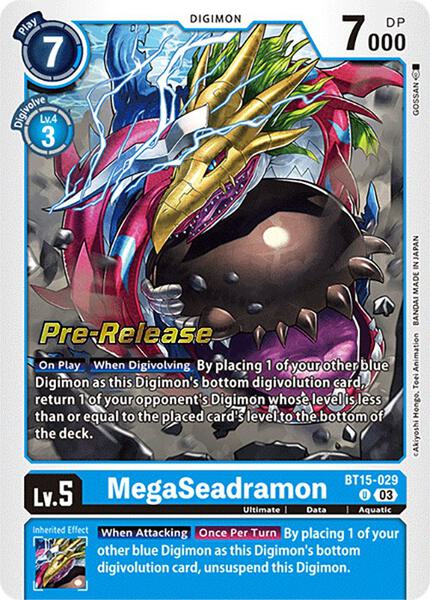 DIGIMON
Play
7
DP
7000
Digivolve
Lv.4
3
GOSSAN
©Akiyoshi Hongo, Toei Animation BANDAI MADE IN JAPAN
Pre-Release
On Play When Digivolving By placing 1 of your other blue
Digimon as this Digimon's bottom digivolution card,
return 1 of your opponent's Digimon whose level is less
than or equal to the placed card's level to the bottom of
the deck.
BT15-029
Lv.5 MegaSeadramon U 03
Ultimate | Data | Aquatic
Inherited Effect
When Attacking Once Per Turn By placing 1 of your
other blue Digimon as this Digimon's bottom
digivolution card, unsuspend this Digimon.